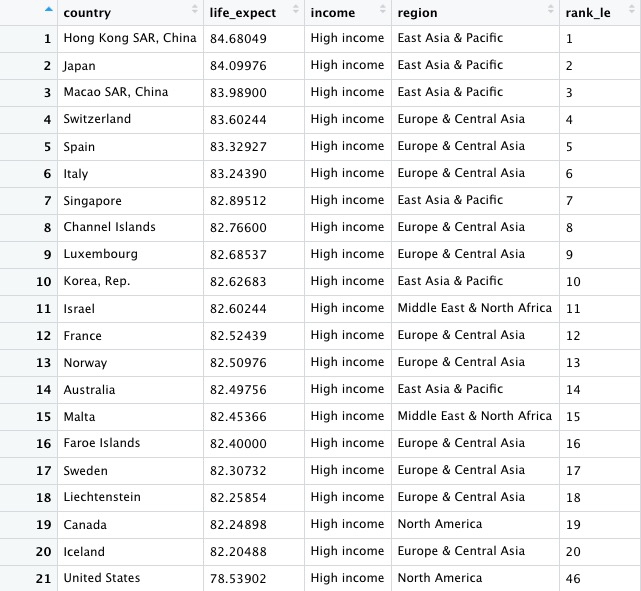 country life_expect income region rank_le
1 Hong Kong SAR, China 84.68049 High income East Asia & Pacific 1
2 Japan 84.09976 High income East Asia & Pacific 2
3 Macao SAR, China 83.98900 High income East Asia & Pacific 3
4 Switzerland 83.60244 High income Europe & Central Asia 4
5 Spain 83.32927 High income Europe & Central Asia 5
6 Italy 83.24390 High income Europe & Central Asia 6
7 Singapore 82.89512 High income East Asia & Pacific 7
8 Channel Islands 82.76600 High income Europe & Central Asia 8
9 Luxembourg 82.68537 High income Europe & Central Asia 9
10 Korea, Rep. 82.62683 High income East Asia & Pacific 10
11 Israel 82.60244 High income Middle East & North Africa 11
12 France 82.52439 High income Europe & Central Asia 12
13 Norway 82.50976 High income Europe & Central Asia 13
14 Australia 82.49756 High income East Asia & Pacific 14
15 Malta 82.45366 High income Middle East & North Africa 15
16 Faroe Islands 82.40000 High income Europe & Central Asia 16
17 Sweden 82.30732 High income Europe & Central Asia 17
18 Liechtenstein 82.25854 High income Europe & Central Asia 18
19 Canada 82.24898 High income North America 19
20 Iceland 82.20488 High income Europe & Central Asia 20
21 United States 78.53902 High income North America 46